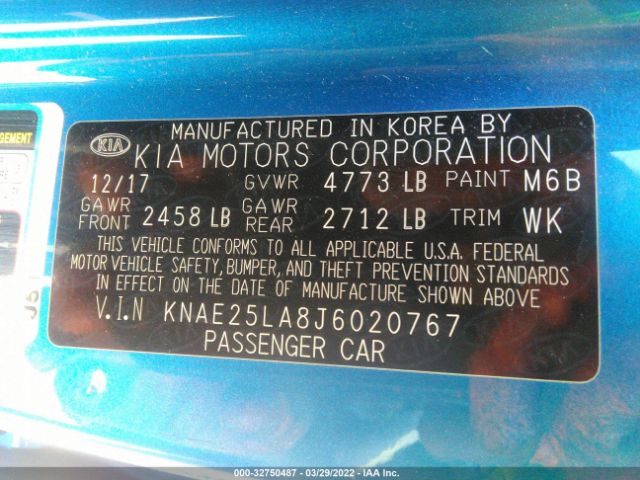 MANUFACTURED IN KOREA BY
KIA KIA MOTORS CORPORATION
12/17 GVWR 4773 LB PAINT M6B
GAWR FRONT 2458 LB GAWR REAR 2712 LB TRIM WK
THIS VEHICLE CONFORMS TO ALL APPLICABLE U.S.A. FEDERAL
MOTOR VEHICLE SAFETY, BUMPER, AND THEFT PREVENTION STANDARDS
IN EFFECT ON THE DATE OF MANUFACTURE SHOWN ABOVE
V.I.N KNAE25LA8J6020767
PASSENGER CAR
J5
000-32750487 - 03/29/2022 - IAA Inc.